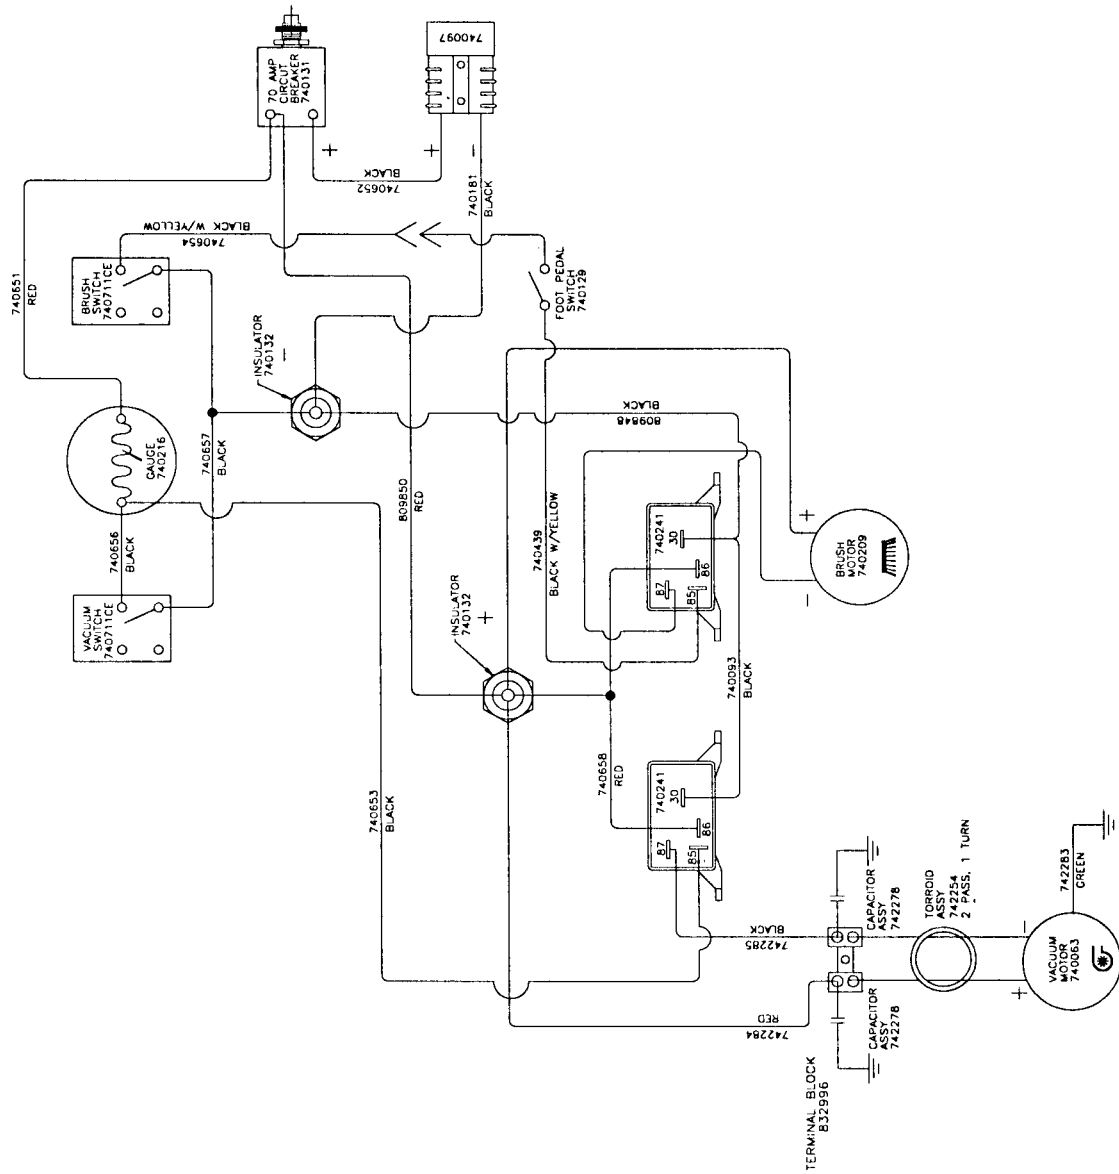 70 AMP
CIRCUT
BREAKER
740131
740097
+
+
-
BLACK
740652
740181
BLACK
740651
RED
BLACK W/YELLOW
740654
BRUSH
SWITCH
740711CE
FOOT PEDAL
SWITCH
740129
INSULATOR
740132
-
GAUGE
740216
740657
BLACK
809850
RED
BLACK
809848
740656
BLACK
740439
BLACK W/YELLOW
VACUUM
SWITCH
740711CE
INSULATOR
740132
+
740241
30
87
86
85
740093
BLACK
+
-
BRUSH
MOTOR
740209
740653
BLACK
740658
RED
740241
30
87
86
85
BLACK
742285
RED
742284
CAPACITOR
ASSY
742278
CAPACITOR
ASSY
742278
TERMINAL BLOCK
832996
TORROID
ASSY
742254
2 PASS, 1 TURN
742283
GREEN
-
+
VACUUM
MOTOR
740063